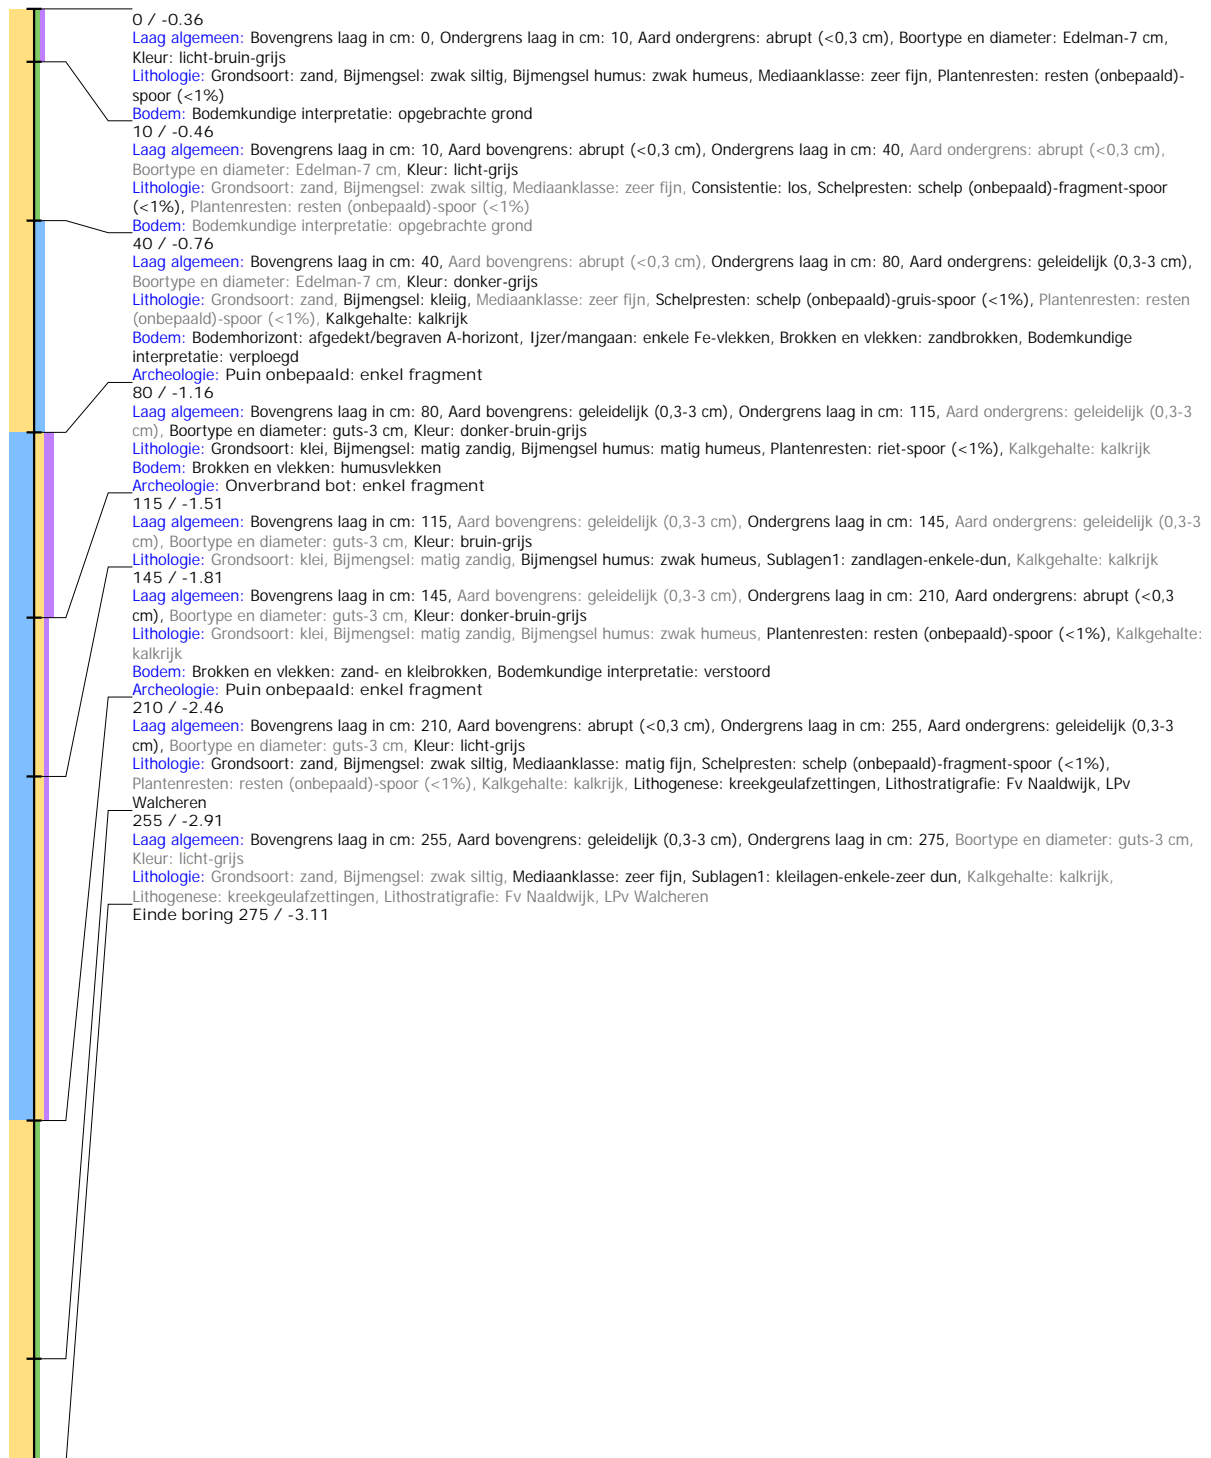 0 / -0.36
Laag algemeen: Bovengrens laag in cm: 0, Ondergrens laag in cm: 10, Aard ondergrens: abrupt (<0,3 cm), Boortype en diameter: Edelman-7 cm,
Kleur: licht-bruin-grijs
Lithologie: Grondsoort: zand, Bijmengsel: zwak siltig, Bijmengsel humus: zwak humeus, Mediaanklasse: zeer fijn, Plantenresten: resten (onbepaald)-
spoor (<1%)
Bodem: Bodemkundige interpretatie: opgebrachte grond
10 / -0.46
Laag algemeen: Bovengrens laag in cm: 10, Aard bovengrens: abrupt (<0,3 cm), Ondergrens laag in cm: 40, Aard ondergrens: abrupt (<0,3 cm),
Boortype en diameter: Edelman-7 cm, Kleur: licht-grijs
Lithologie: Grondsoort: zand, Bijmengsel: zwak siltig, Mediaanklasse: zeer fijn, Consistentie: los, Schelpresten: schelp (onbepaald)-fragment-spoor
(<1%), Plantenresten: resten (onbepaald)-spoor (<1%)
Bodem: Bodemkundige interpretatie: opgebrachte grond
40 / -0.76
Laag algemeen: Bovengrens laag in cm: 40, Aard bovengrens: abrupt (<0,3 cm), Ondergrens laag in cm: 80, Aard ondergrens: geleidelijk (0,3-3 cm),
Boortype en diameter: Edelman-7 cm, Kleur: donker-grijs
Lithologie: Grondsoort: zand, Bijmengsel: kleiig, Mediaanklasse: zeer fijn, Schelpresten: schelp (onbepaald)-gruis-spoor (<1%), Plantenresten: resten
(onbepaald)-spoor (<1%), Kalkgehalte: kalkrijk
Bodem: Bodemhorizont: afgedekt/begraven A-horizont, Ijzer/mangaan: enkele Fe-vlekken, Brokken en vlekken: zandbrokken, Bodemkundige
interpretatie: verploegd
Archeologie: Puin onbepaald: enkel fragment
80 / -1.16
Laag algemeen: Bovengrens laag in cm: 80, Aard bovengrens: geleidelijk (0,3-3 cm), Ondergrens laag in cm: 115, Aard ondergrens: geleidelijk (0,3-3
cm), Boortype en diameter: guts-3 cm, Kleur: donker-bruin-grijs
Lithologie: Grondsoort: klei, Bijmengsel: matig zandig, Bijmengsel humus: matig humeus, Plantenresten: riet-spoor (<1%), Kalkgehalte: kalkrijk
Bodem: Brokken en vlekken: humusvlekken
Archeologie: Onverbrand bot: enkel fragment
115 / -1.51
Laag algemeen: Bovengrens laag in cm: 115, Aard bovengrens: geleidelijk (0,3-3 cm), Ondergrens laag in cm: 145, Aard ondergrens: geleidelijk (0,3-3
cm), Boortype en diameter: guts-3 cm, Kleur: bruin-grijs
Lithologie: Grondsoort: klei, Bijmengsel: matig zandig, Bijmengsel humus: zwak humeus, Sublagen1: zandlagen-enkele-dun, Kalkgehalte: kalkrijk
145 / -1.81
Laag algemeen: Bovengrens laag in cm: 145, Aard bovengrens: geleidelijk (0,3-3 cm), Ondergrens laag in cm: 210, Aard ondergrens: abrupt (<0,3
cm), Boortype en diameter: guts-3 cm, Kleur: donker-bruin-grijs
Lithologie: Grondsoort: klei, Bijmengsel: matig zandig, Bijmengsel humus: zwak humeus, Plantenresten: resten (onbepaald)-spoor (<1%), Kalkgehalte:
kalkrijk
Bodem: Brokken en vlekken: zand- en kleibrokken, Bodemkundige interpretatie: verstoord
Archeologie: Puin onbepaald: enkel fragment
210 / -2.46
Laag algemeen: Bovengrens laag in cm: 210, Aard bovengrens: abrupt (<0,3 cm), Ondergrens laag in cm: 255, Aard ondergrens: geleidelijk (0,3-3
cm), Boortype en diameter: guts-3 cm, Kleur: licht-grijs
Lithologie: Grondsoort: zand, Bijmengsel: zwak siltig, Mediaanklasse: matig fijn, Schelpresten: schelp (onbepaald)-fragment-spoor (<1%),
Plantenresten: resten (onbepaald)-spoor (<1%), Kalkgehalte: kalkrijk, Lithogenese: kreekgeulafzettingen, Lithostratigrafie: Fv Naaldwijk, LPv
Walcheren
255 / -2.91
Laag algemeen: Bovengrens laag in cm: 255, Aard bovengrens: geleidelijk (0,3-3 cm), Ondergrens laag in cm: 275, Boortype en diameter: guts-3 cm,
Kleur: licht-grijs
Lithologie: Grondsoort: zand, Bijmengsel: zwak siltig, Mediaanklasse: zeer fijn, Sublagen1: kleilagen-enkele-zeer dun, Kalkgehalte: kalkrijk,
Lithogenese: kreekgeulafzettingen, Lithostratigrafie: Fv Naaldwijk, LPv Walcheren
Einde boring 275 / -3.11